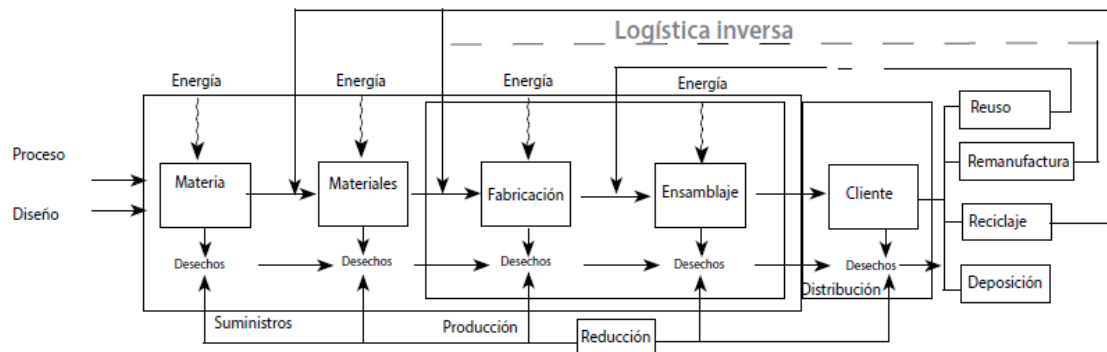 Logística inversa
Energía
Energía
Energía
Energía
Reuso
Proceso
Remanufactura
Materia
Materiales
Fabricación
Ensamblaje
Cliente
Diseño
Reciclaje
Desechos
Desechos
Desechos
Desechos
Desechos
Deposición
Distribución
Suministros
Producción
Reducción